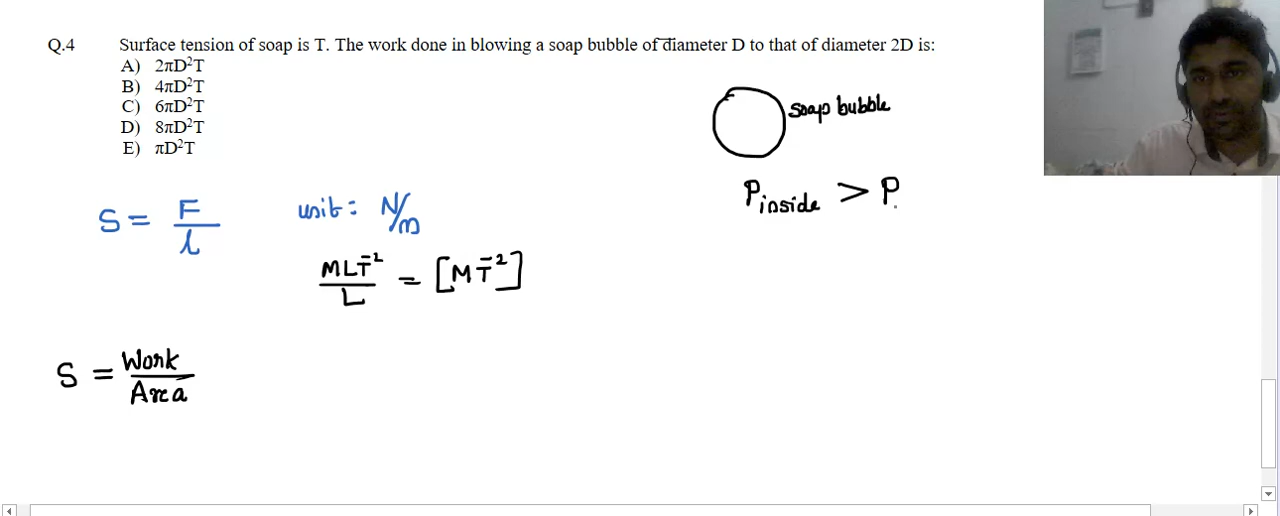 Q.4 Surface tension of soap is T. The work done in blowing a soap bubble of diameter D to that of diameter 2D is:
A) 2πD²T
B) 4πD²T
C) 6πD²T
D) 8πD²T
E) πD²T
soap bubble
P inside > P
S = F/l unit: N/m
MLT⁻²/L = [MT⁻²]
S = Work/Area